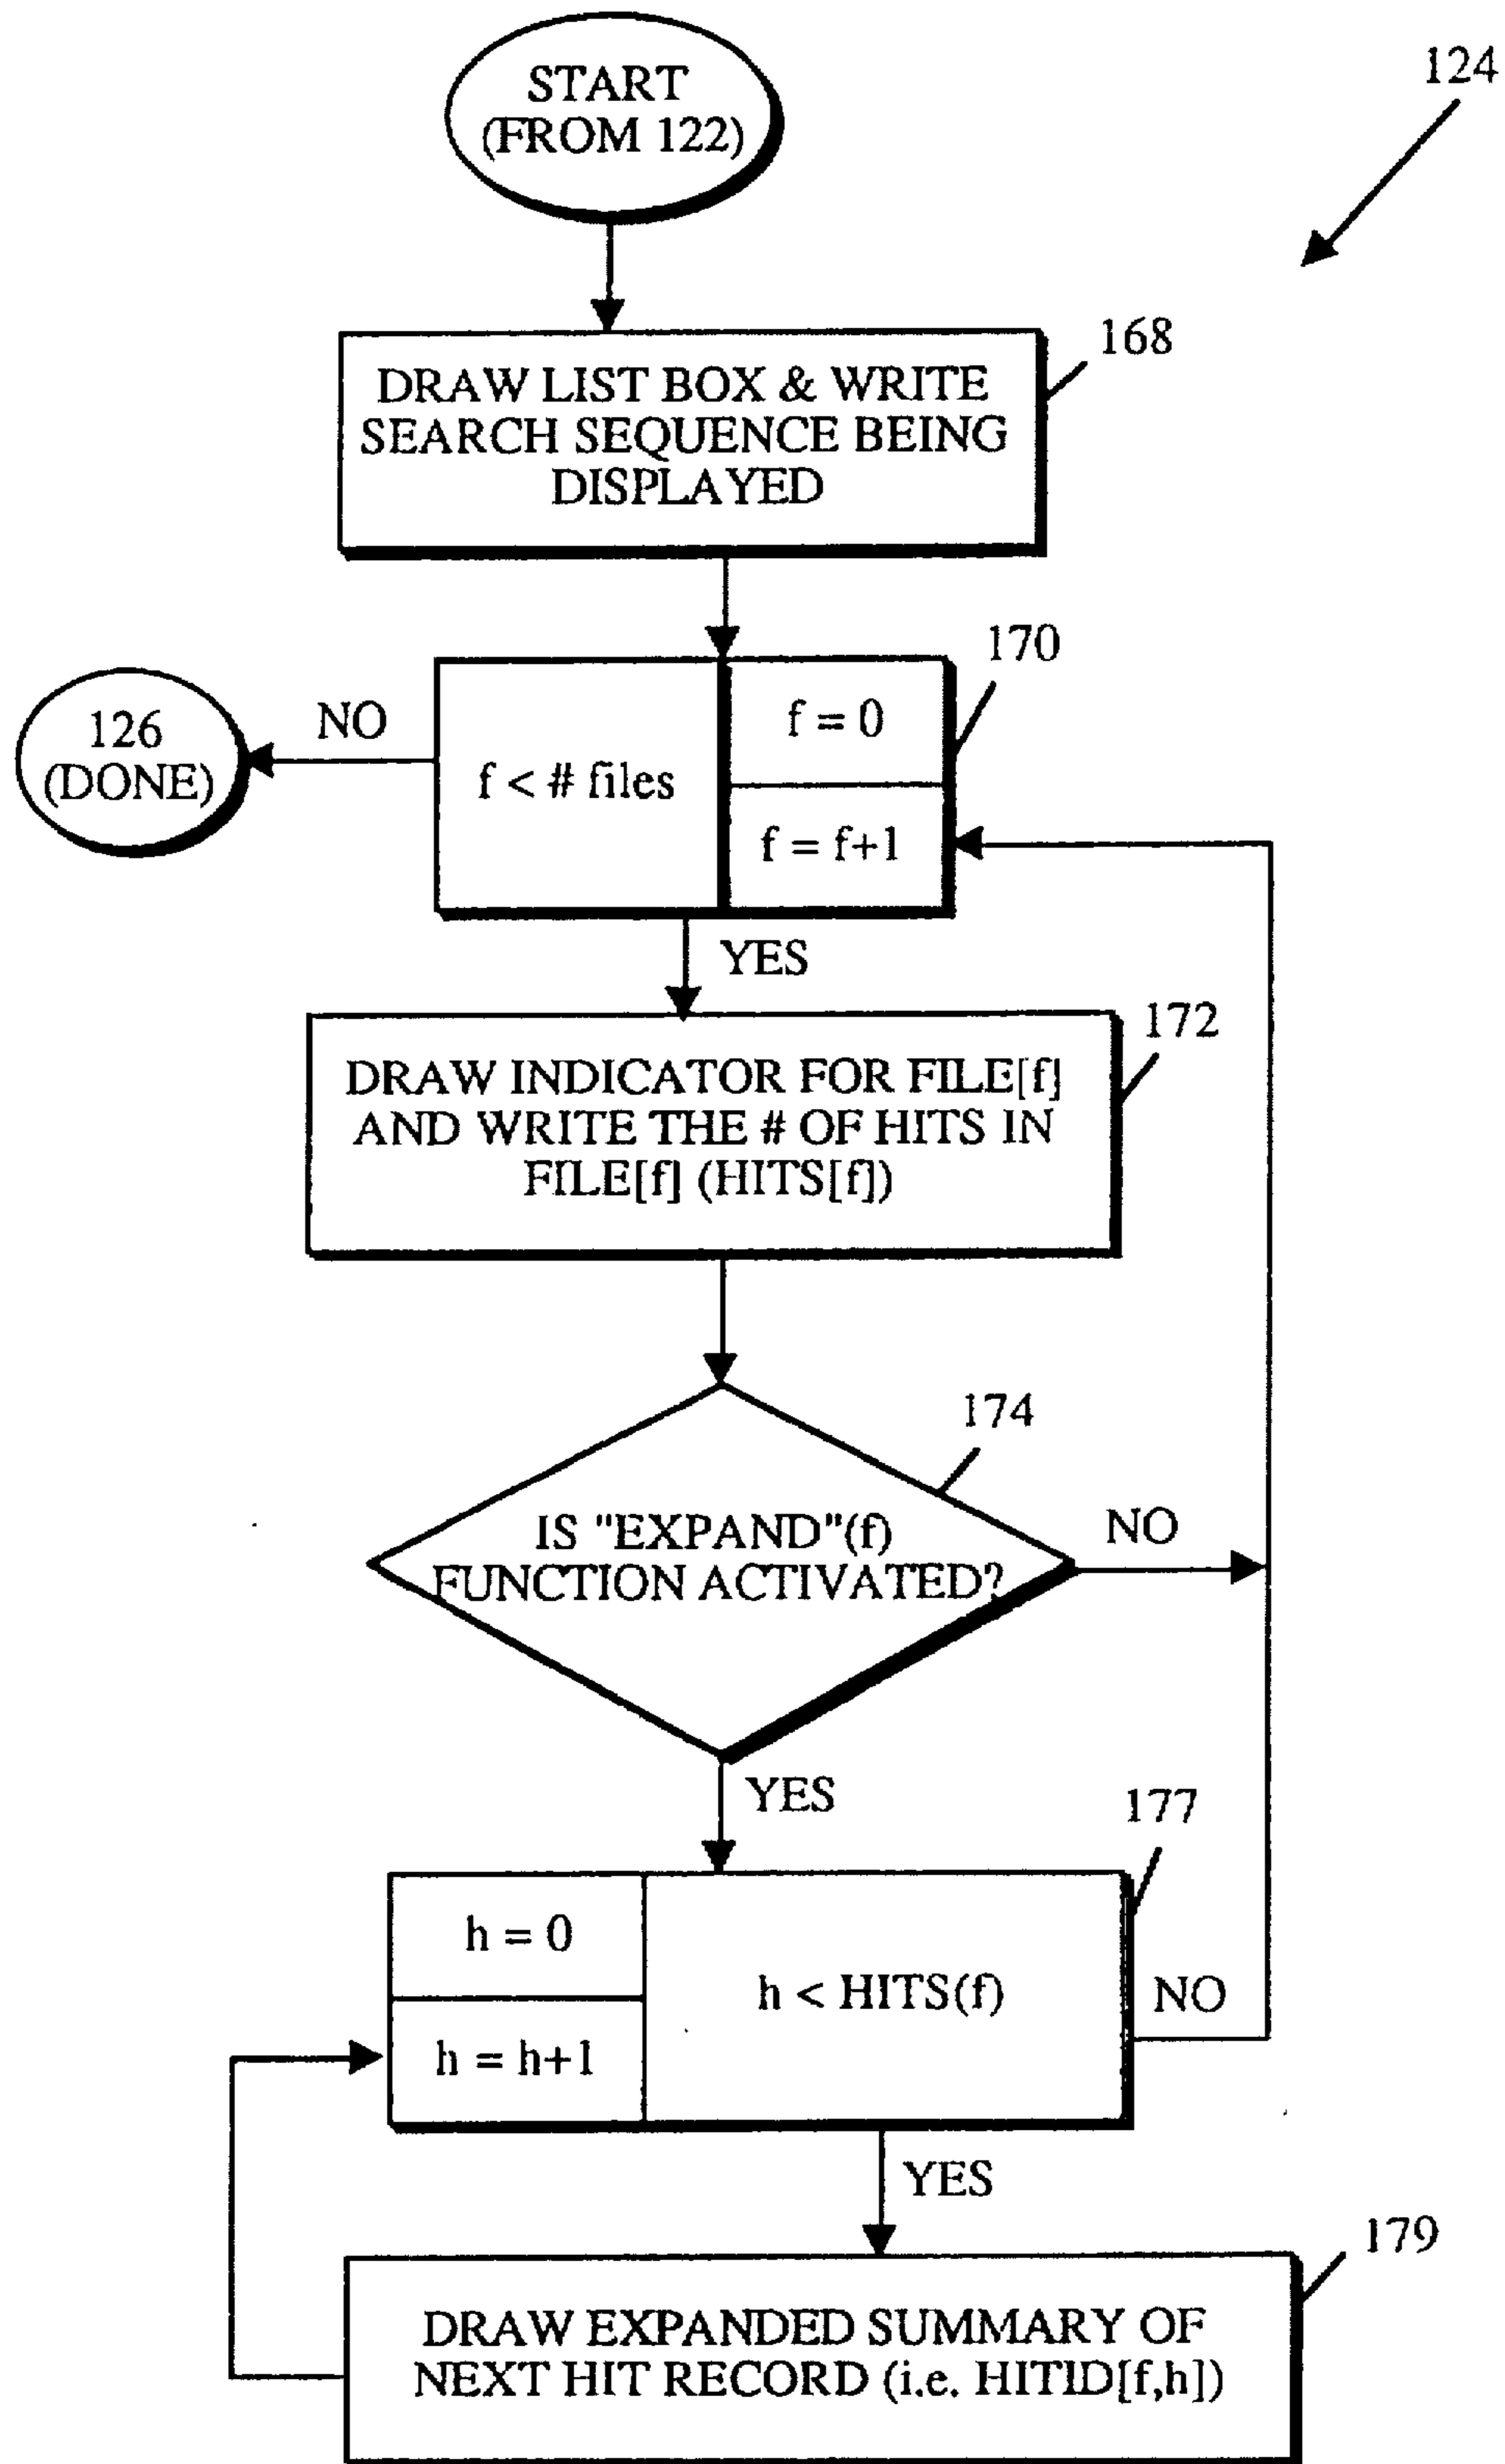 START
(FROM 122)
124
168
DRAW LIST BOX & WRITE
SEARCH SEQUENCE BEING
DISPLAYED
170
126
(DONE)
NO
f < # files
f = 0
f = f+1
YES
172
DRAW INDICATOR FOR FILE[f]
AND WRITE THE # OF HITS IN
FILE[f] (HITS[f])
174
IS "EXPAND"(f)
FUNCTION ACTIVATED?
NO
YES
177
h = 0
h = h+1
h < HITS(f)
NO
YES
179
DRAW EXPANDED SUMMARY OF
NEXT HIT RECORD (i.e. HITID[f,h])